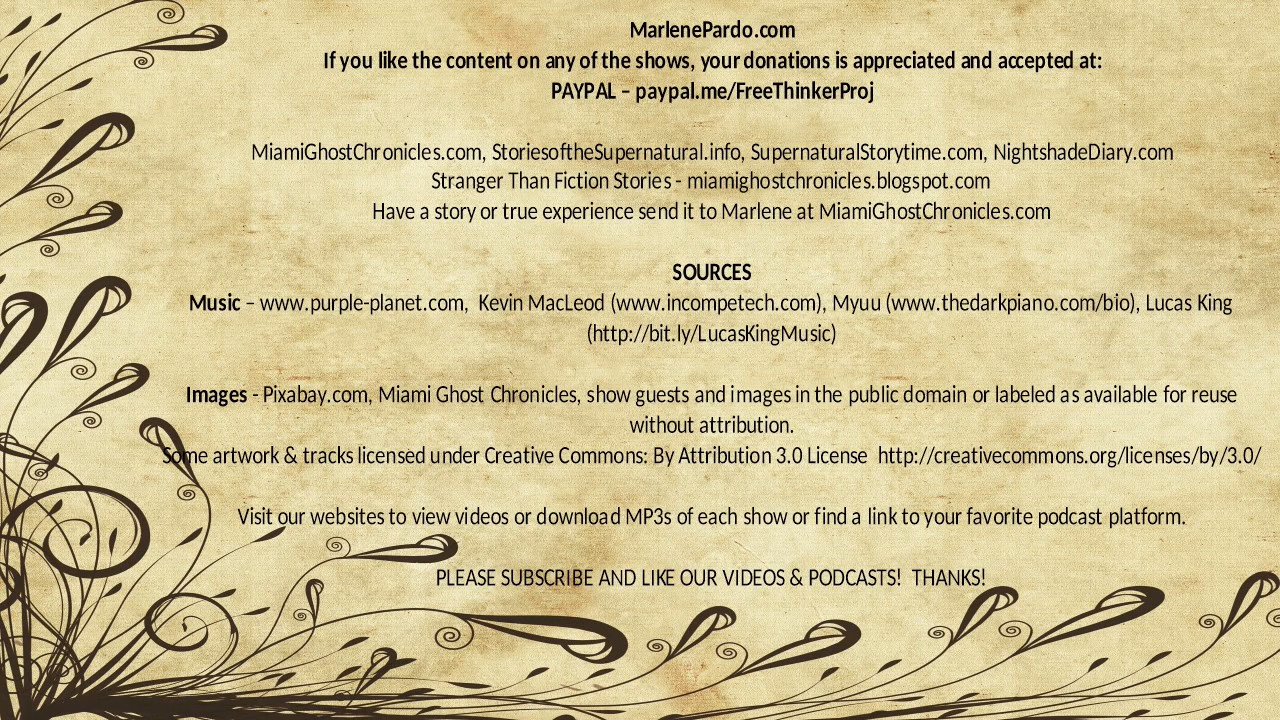 MarlenePardo.com
If you like the content on any of the shows, your donations is appreciated and accepted at:
PAYPAL – paypal.me/FreeThinkerProj
MiamiGhostChronicles.com, StoriesoftheSupernatural.info, SupernaturalStorytime.com, NightshadeDiary.com
Stranger Than Fiction Stories - miamighostchronicles.blogspot.com
Have a story or true experience send it to Marlene at MiamiGhostChronicles.com
SOURCES
Music – www.purple-planet.com,  Kevin MacLeod (www.incompetech.com), Myuu (www.thedarkpiano.com/bio), Lucas King
(http://bit.ly/LucasKingMusic)
Images - Pixabay.com, Miami Ghost Chronicles, show guests and images in the public domain or labeled as available for reuse
without attribution.
Some artwork & tracks licensed under Creative Commons: By Attribution 3.0 License  http://creativecommons.org/licenses/by/3.0/
Visit our websites to view videos or download MP3s of each show or find a link to your favorite podcast platform.
PLEASE SUBSCRIBE AND LIKE OUR VIDEOS & PODCASTS!  THANKS!